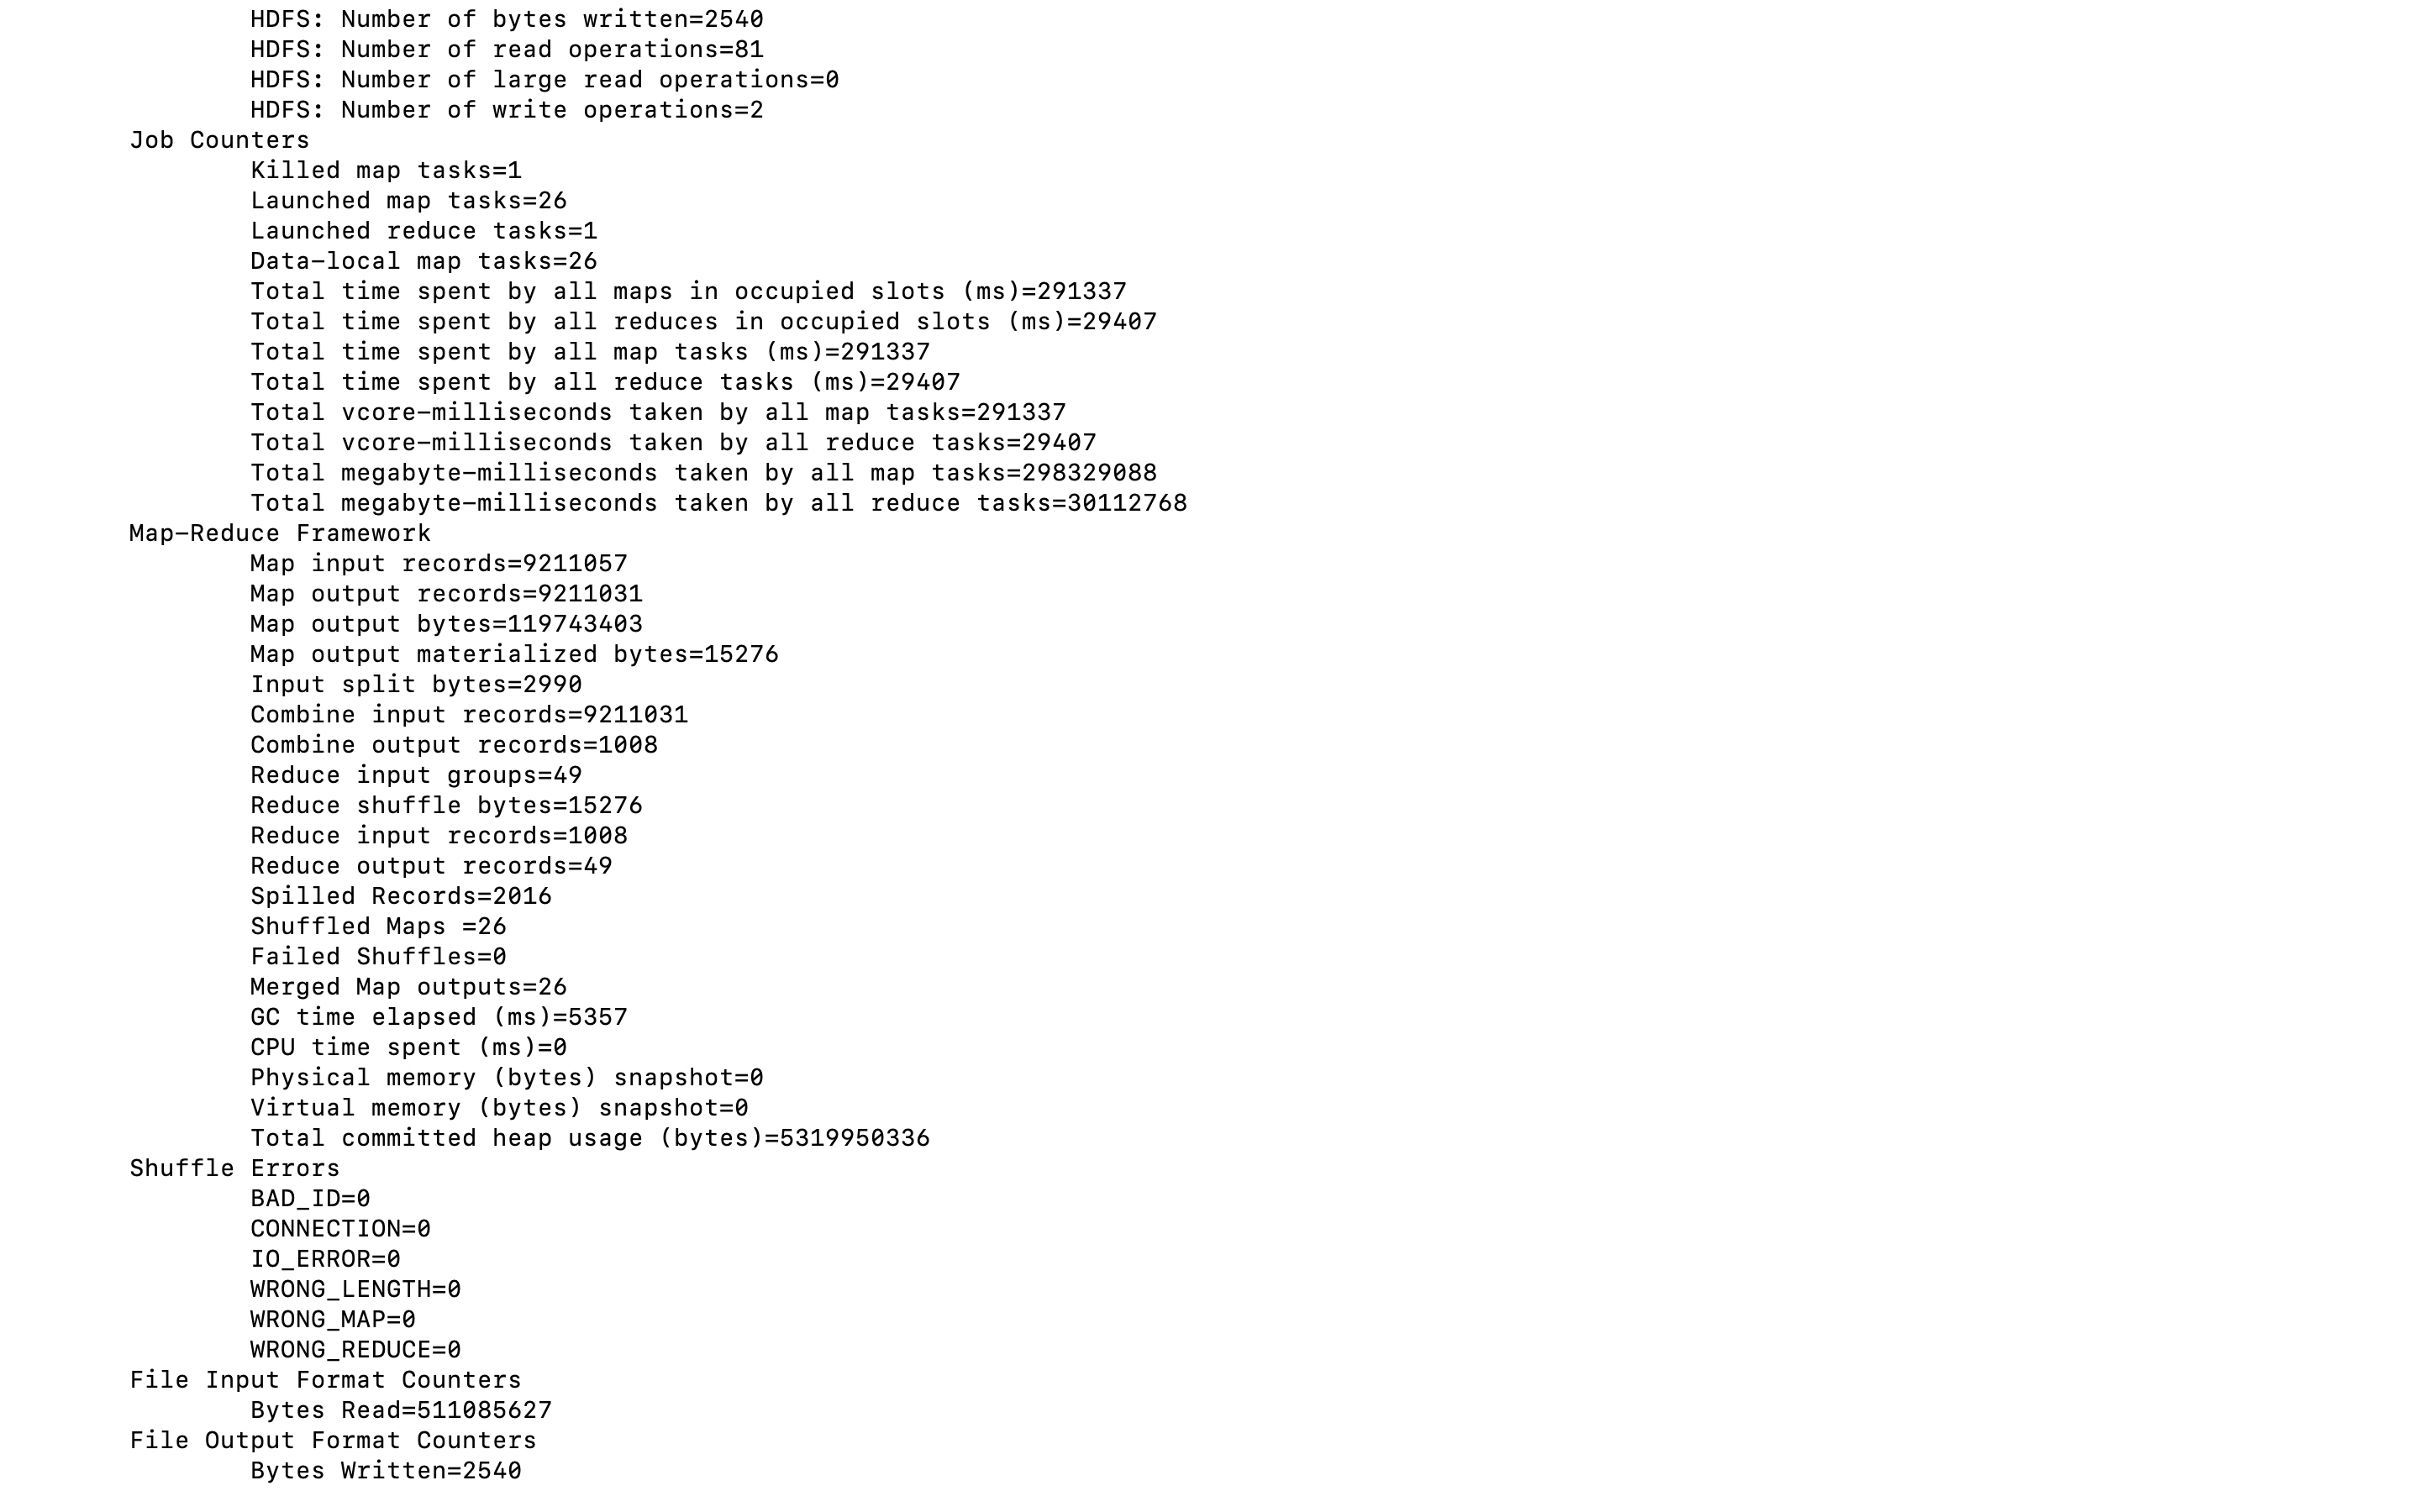 HDFS: Number of bytes written=2540
HDFS: Number of read operations=81
HDFS: Number of large read operations=0
HDFS: Number of write operations=2
Job Counters
Killed map tasks=1
Launched map tasks=26
Launched reduce tasks=1
Data-local map tasks=26
Total time spent by all maps in occupied slots (ms)=291337
Total time spent by all reduces in occupied slots (ms)=29407
Total time spent by all map tasks (ms)=291337
Total time spent by all reduce tasks (ms)=29407
Total vcore-milliseconds taken by all map tasks=291337
Total vcore-milliseconds taken by all reduce tasks=29407
Total megabyte-milliseconds taken by all map tasks=298329088
Total megabyte-milliseconds taken by all reduce tasks=30112768
Map-Reduce Framework
Map input records=9211057
Map output records=9211031
Map output bytes=119743403
Map output materialized bytes=15276
Input split bytes=2990
Combine input records=9211031
Combine output records=1008
Reduce input groups=49
Reduce shuffle bytes=15276
Reduce input records=1008
Reduce output records=49
Spilled Records=2016
Shuffled Maps =26
Failed Shuffles=0
Merged Map outputs=26
GC time elapsed (ms)=5357
CPU time spent (ms)=0
Physical memory (bytes) snapshot=0
Virtual memory (bytes) snapshot=0
Total committed heap usage (bytes)=5319950336
Shuffle Errors
BAD_ID=0
CONNECTION=0
IO_ERROR=0
WRONG_LENGTH=0
WRONG_MAP=0
WRONG_REDUCE=0
File Input Format Counters
Bytes Read=511085627
File Output Format Counters
Bytes Written=2540